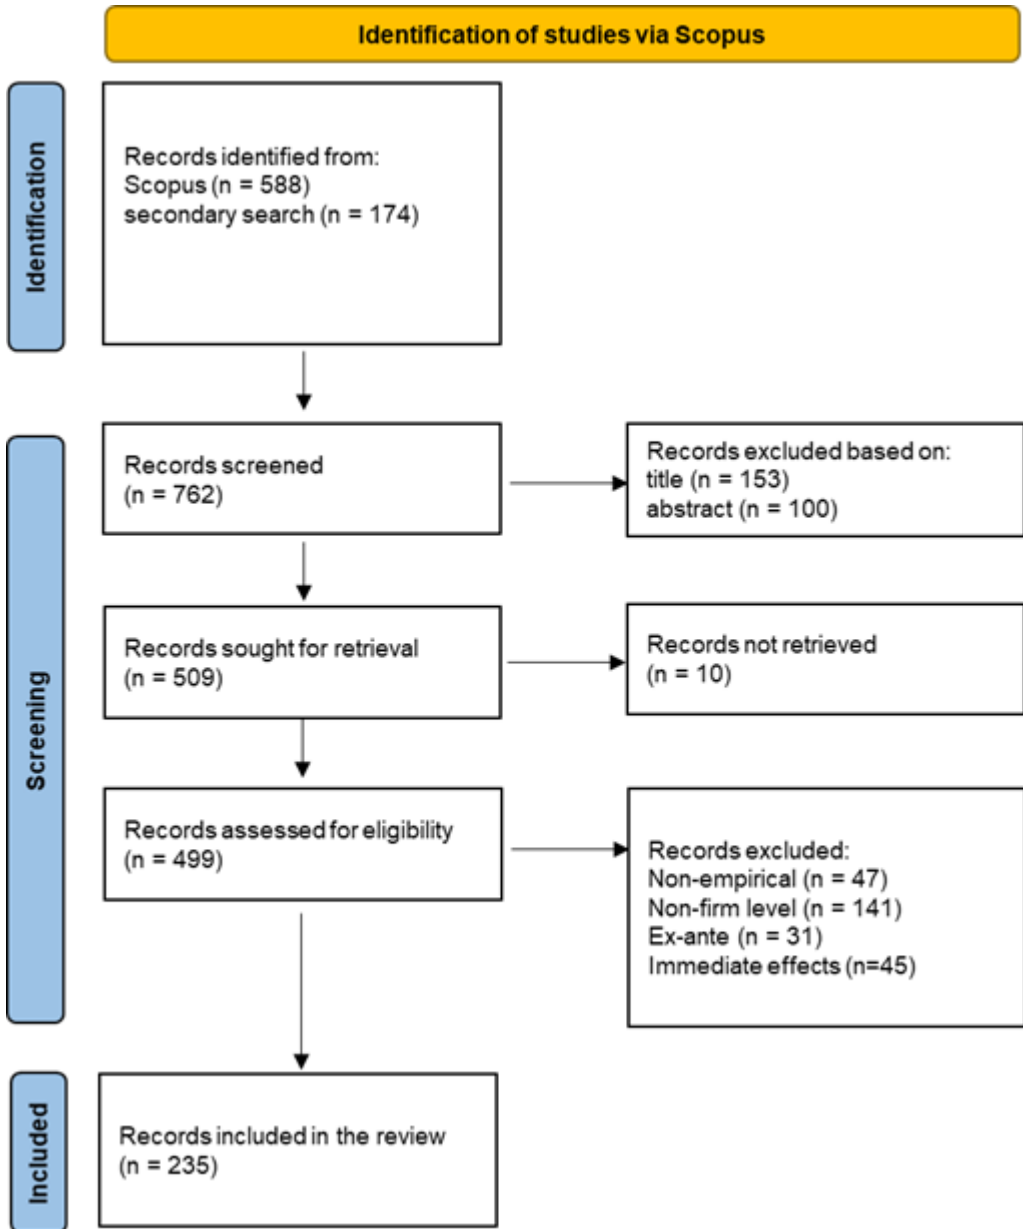 Identification of studies via Scopus
Identification
Records identified from:
Scopus (n = 588)
secondary search (n = 174)
Screening
Records screened
(n = 762)
Records excluded based on:
title (n = 153)
abstract (n = 100)
Records sought for retrieval
(n = 509)
Records not retrieved
(n = 10)
Records assessed for eligibility
(n = 499)
Records excluded:
Non-empirical (n = 47)
Non-firm level (n = 141)
Ex-ante (n = 31)
Immediate effects (n=45)
Included
Records included in the review
(n = 235)